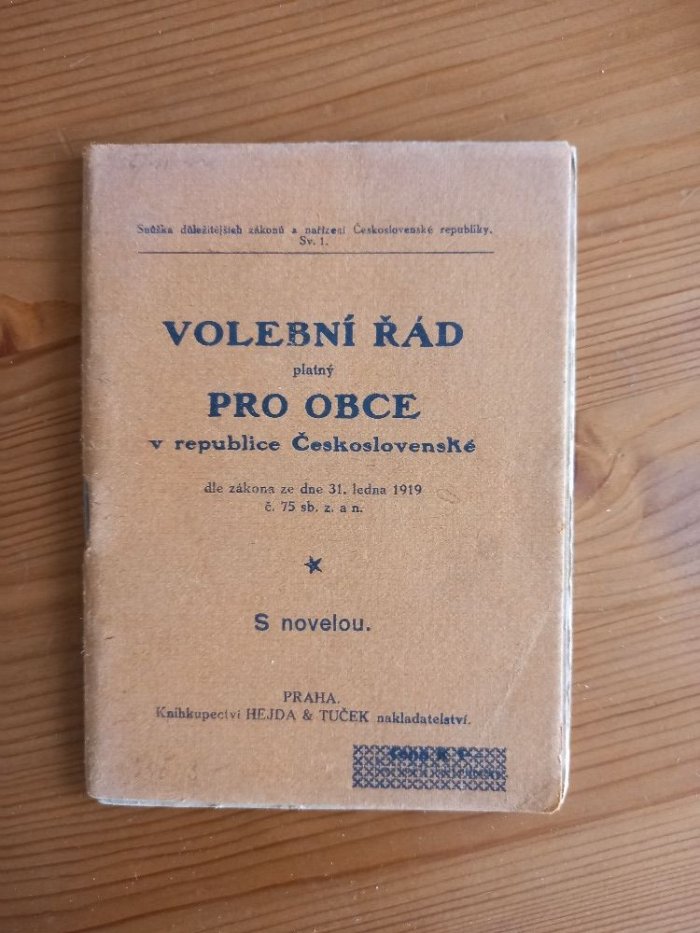 Snůška důležitějších zákonů a nařízení Československé republiky.
Sv. 1.
VOLEBNÍ ŘÁD
platný
PRO OBCE
v republice Československé
dle zákona ze dne 31. ledna 1919
č. 75 sb. z. a n.
S novelou.
PRAHA.
Knihkupectví HEJDA & TUČEK nakladatelství.